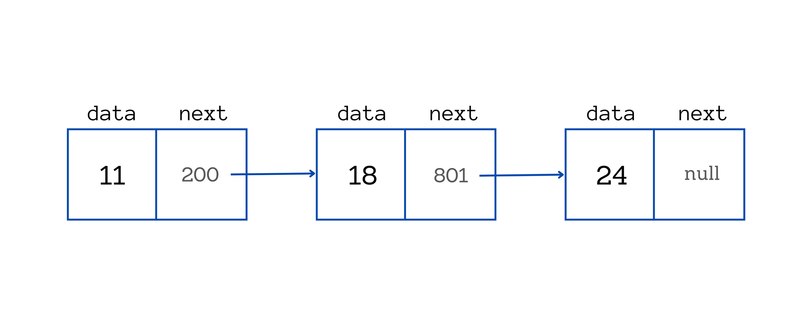 data next data next data next
11 200 18 801 24 null